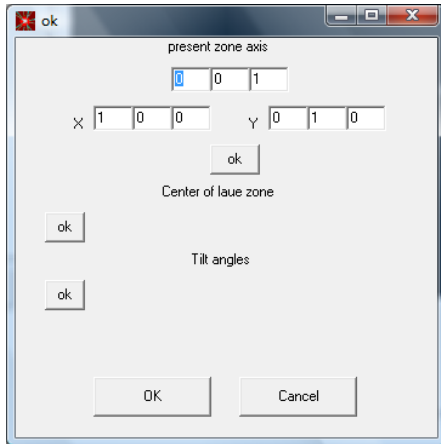 ok
present zone axis
0 0 1
X 1 0 0 Y 0 1 0
ok
Center of laue zone
ok
Tilt angles
ok
OK Cancel